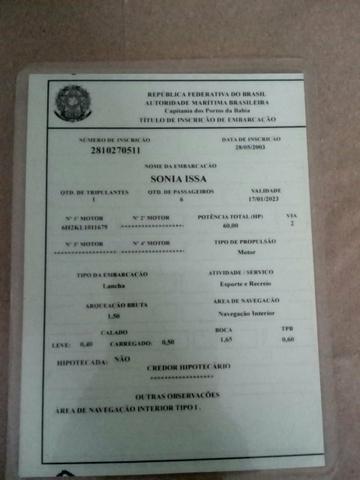 REPÚBLICA FEDERATIVA DO BRASIL
AUTORIDADE MARÍTIMA BRASILEIRA
Capitania dos Portos da Bahia
TÍTULO DE INSCRIÇÃO DE EMBARCAÇÃO
NÚMERO DE INSCRIÇÃO DATA DE INSCRIÇÃO
2810270511 28/05/2003
NOME DA EMBARCAÇÃO
SONIA ISSA
QTD. DE TRIPULANTES QTD. DE PASSAGEIROS VALIDADE
1 6 17/01/2023
Nº 1º MOTOR Nº 2º MOTOR POTÊNCIA TOTAL (HP) VIA
6H2KL1011679 ******************** 60,00 2
Nº 3º MOTOR Nº 4º MOTOR TIPO DE PROPULSÃO
******************** ******************** Motor
TIPO DA EMBARCAÇÃO ATIVIDADE / SERVIÇO
Lancha Esporte e Recreio
ARQUEAÇÃO BRUTA ÁREA DE NAVEGAÇÃO
1,50 Navegação Interior
CALADO BOCA TPB
LEVE: 0,40 CARREGADO: 0,50 1,65 0,60
HIPOTECADA: NÃO
CREDOR HIPOTECÁRIO
********************
OUTRAS OBSERVAÇÕES
ÁREA DE NAVEGAÇÃO INTERIOR TIPO 1 .